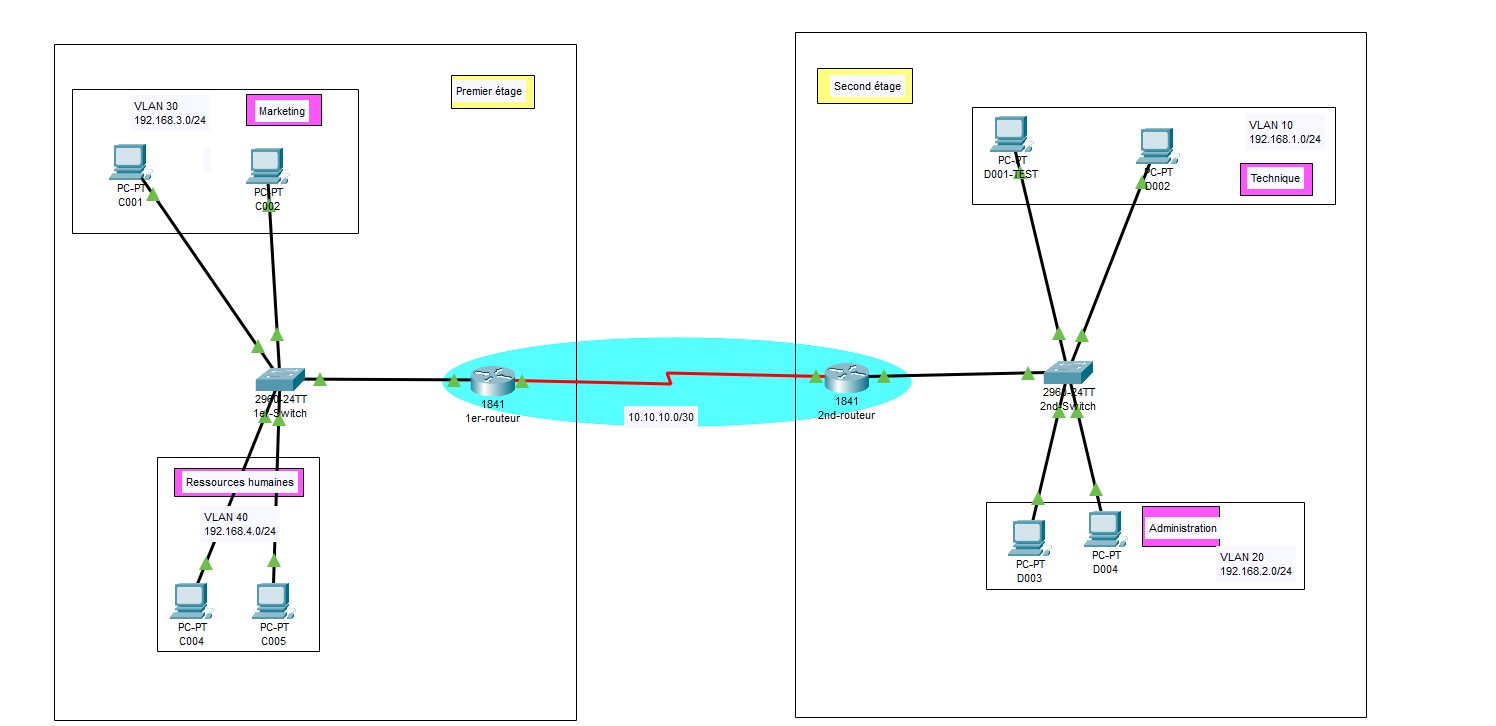 Premier étage
VLAN 30
192.168.3.0/24
Marketing
PC-PT
C001
PC-PT
C002
2960-24TT
1er-Switch
1841
1er-routeur
Ressources humaines
VLAN 40
192.168.4.0/24
PC-PT
C004
PC-PT
C005
10.10.10.0/30
Second étage
VLAN 10
192.168.1.0/24
Technique
PC-PT
D001-TEST
PC-PT
D002
1841
2nd-routeur
2960-24TT
2nd-Switch
Administration
VLAN 20
192.168.2.0/24
PC-PT
D003
PC-PT
D004